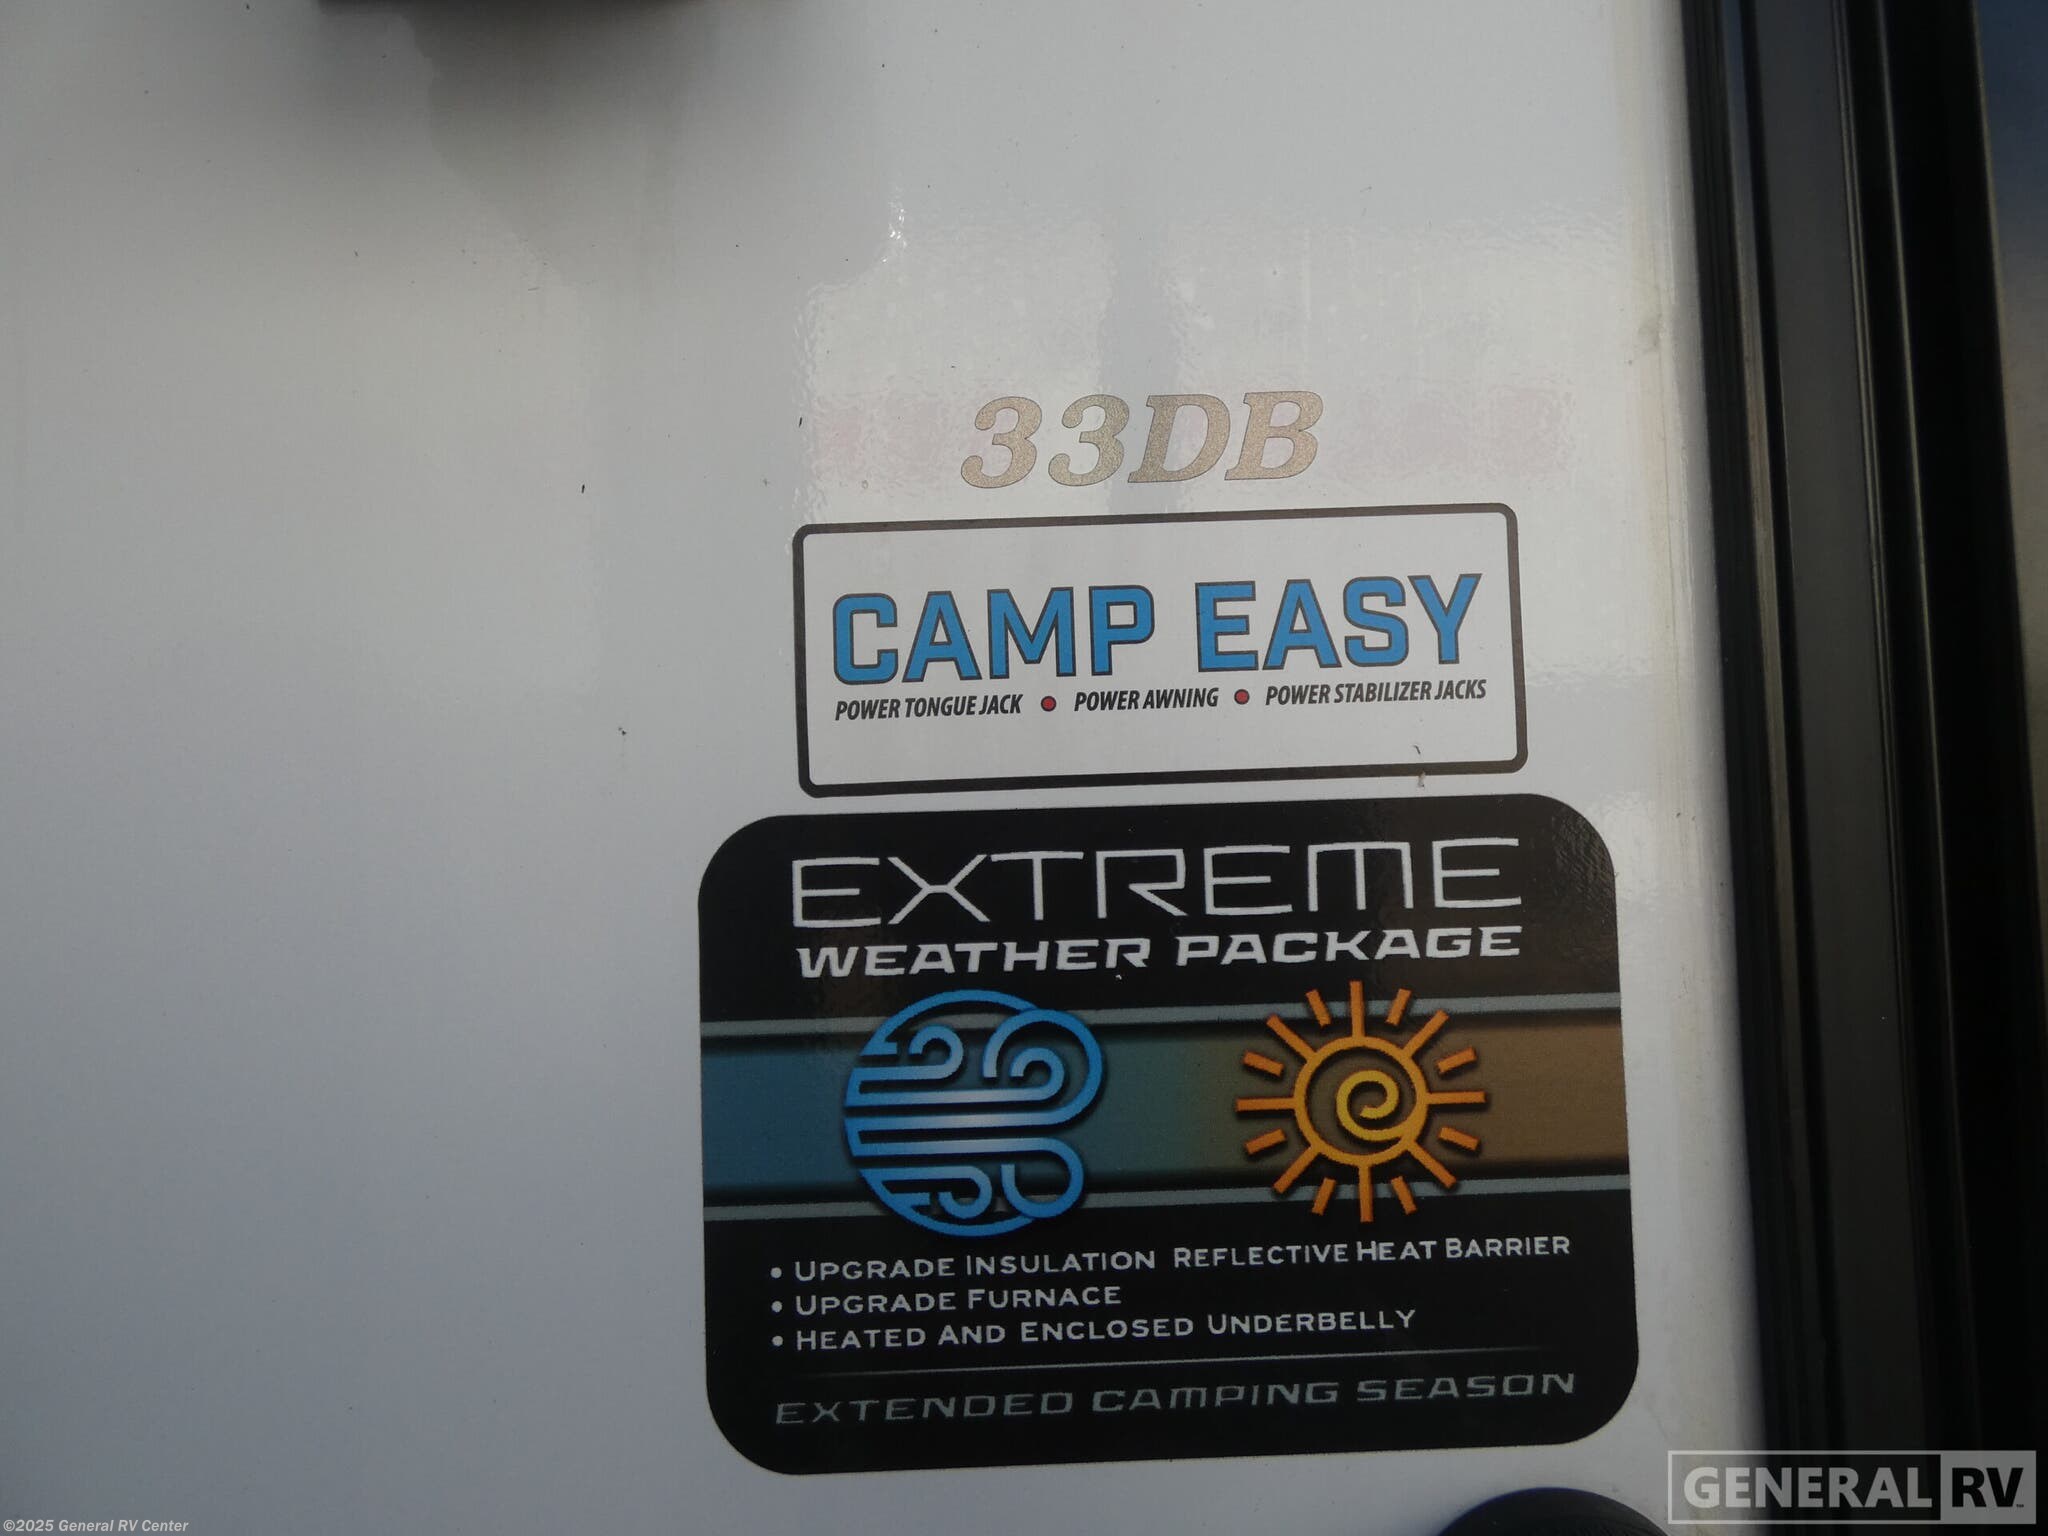 33DB
CAMP EASY
POWER TONGUE JACK • POWER AWNING • POWER STABILIZER JACKS
EXTREME
WEATHER PACKAGE
• UPGRADE INSULATION REFLECTIVE HEAT BARRIER
• UPGRADE FURNACE
• HEATED AND ENCLOSED UNDERBELLY
EXTENDED CAMPING SEASON
GENERAL RV
©2025 General RV Center